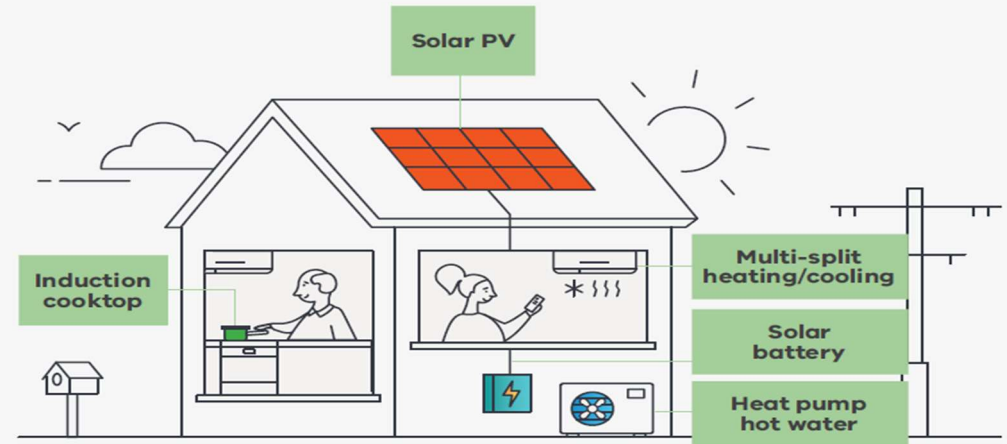 Solar PV
Induction
cooktop
Multi-split
heating/cooling
Solar
battery
Heat pump
hot water